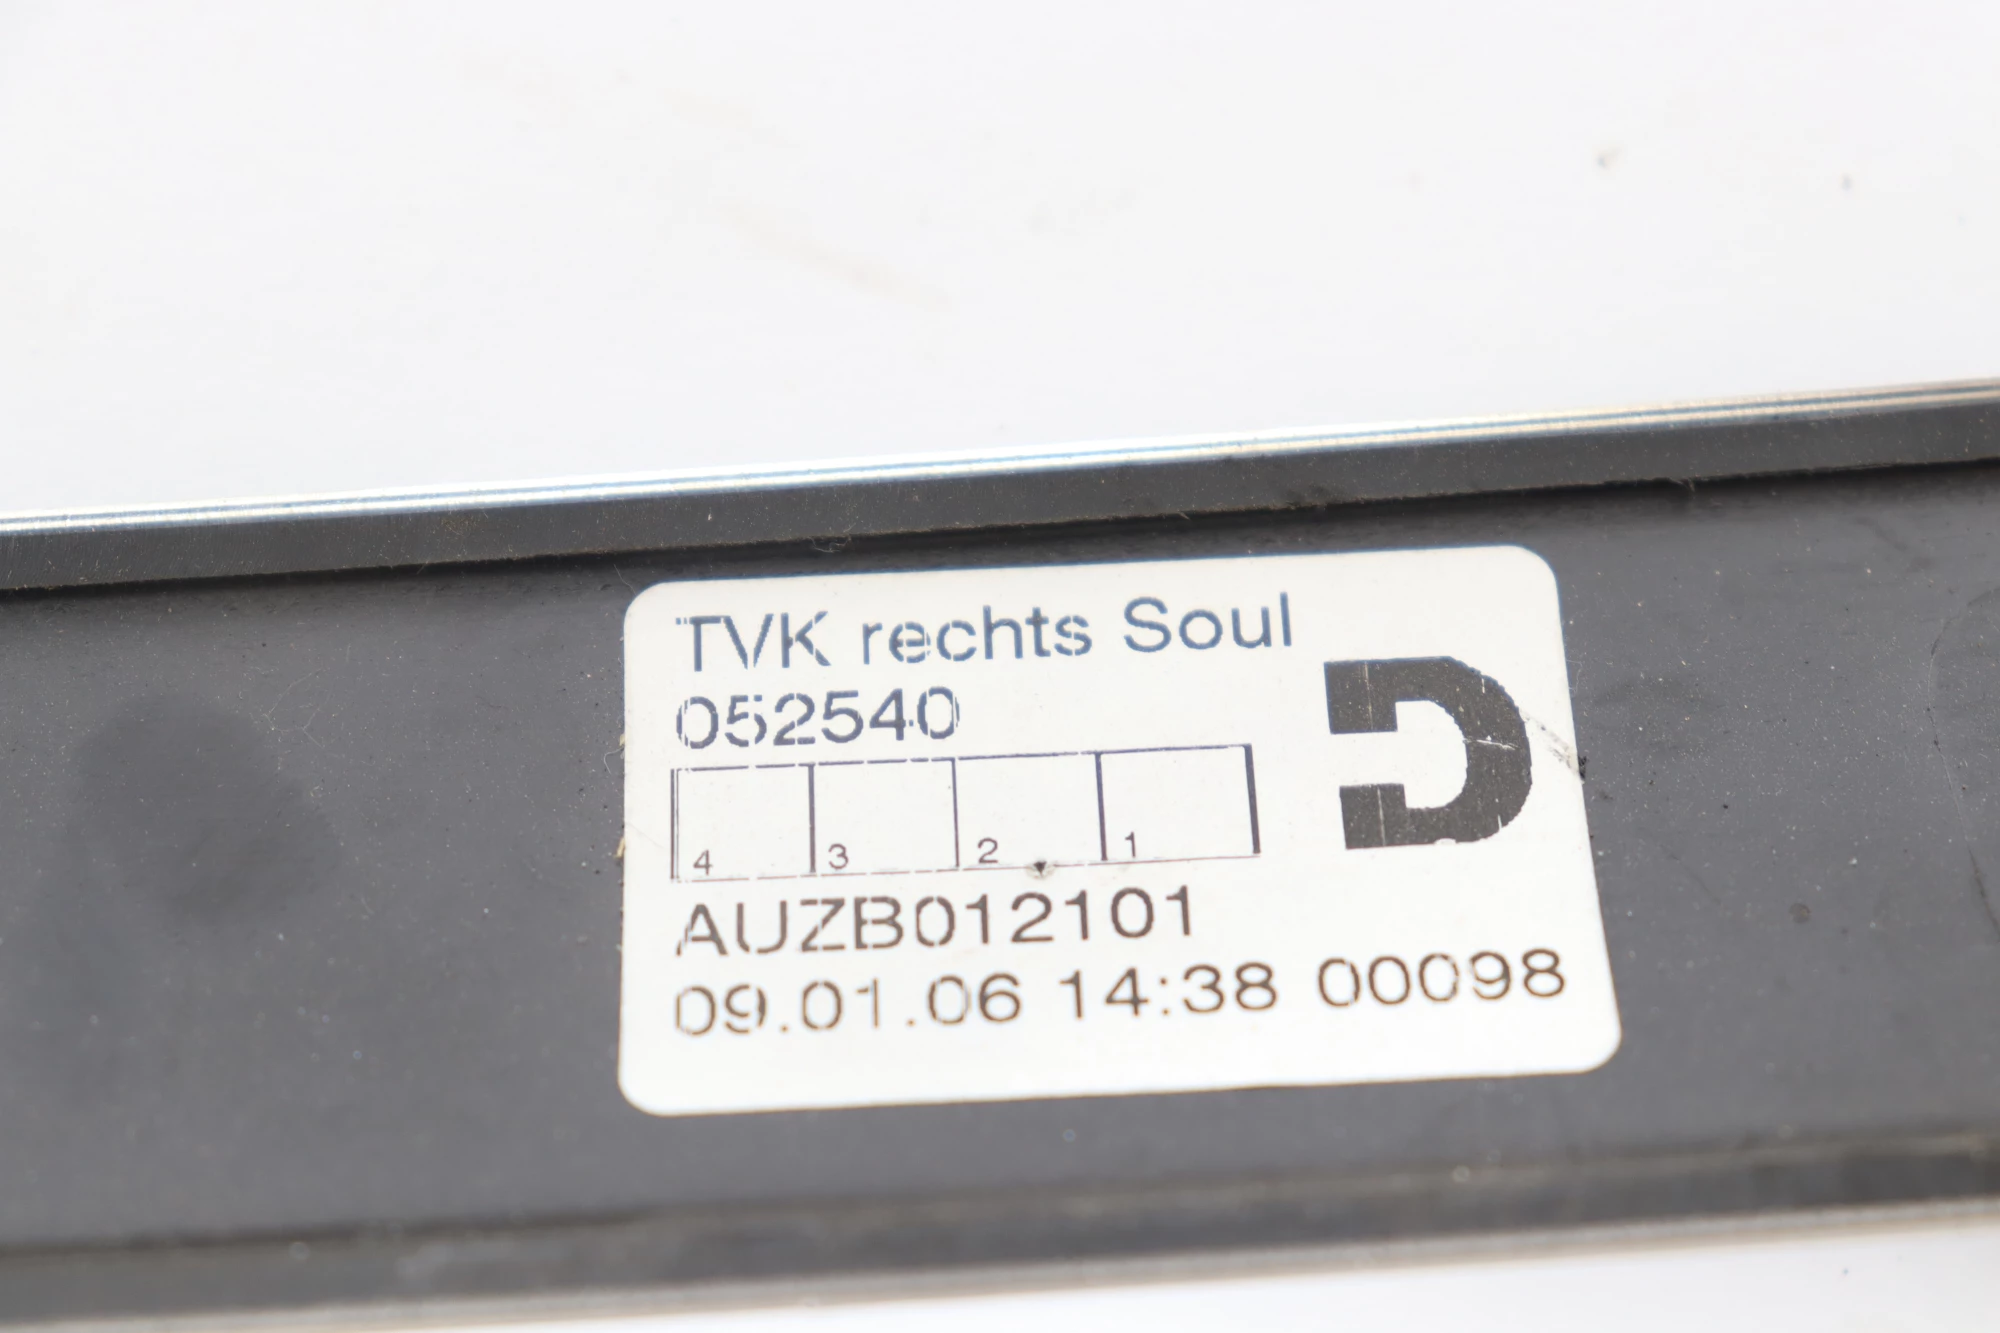 TVK rechts Soul
052540
D
4 3 2 1
AUZB012101
09.01.06 14:38 00098